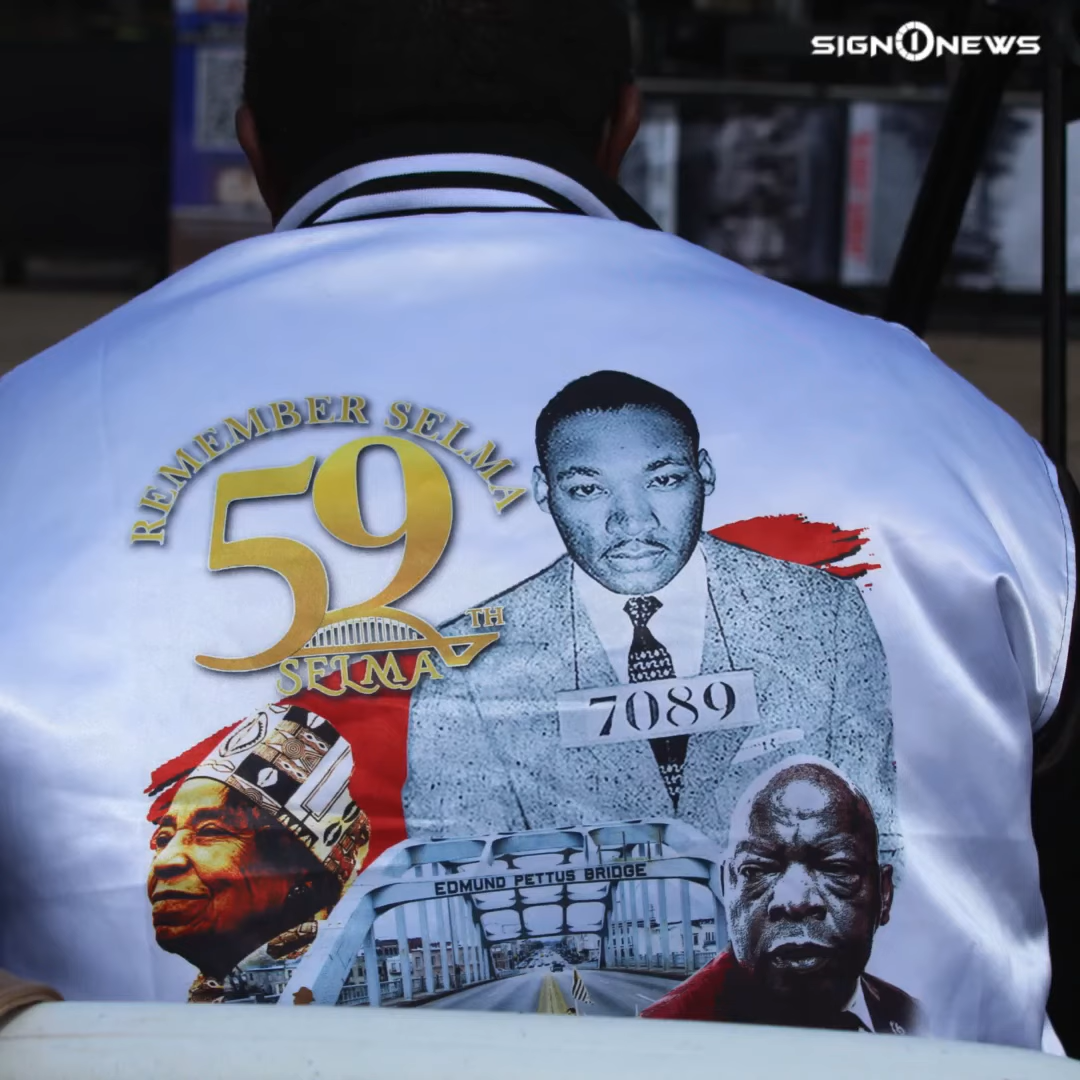 SIGN1NEWS
REMEMBER SELMA
59TH
SELMA
7089
EDMUND PETTUS BRIDGE